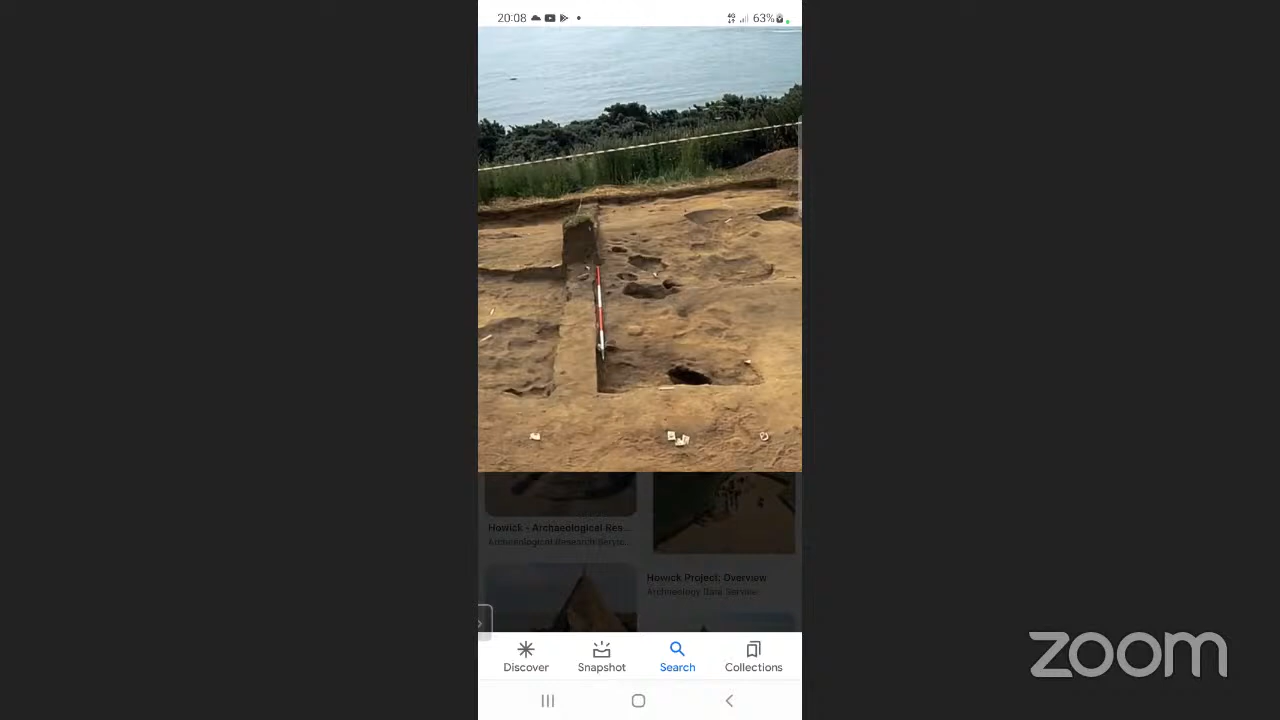 20:08
4G 63%
Howick - Archaeological Res...
Archaeological Research Servic...
Howick Project: Overview
Archaeology Data Service
Discover Snapshot Search Collections
zoom